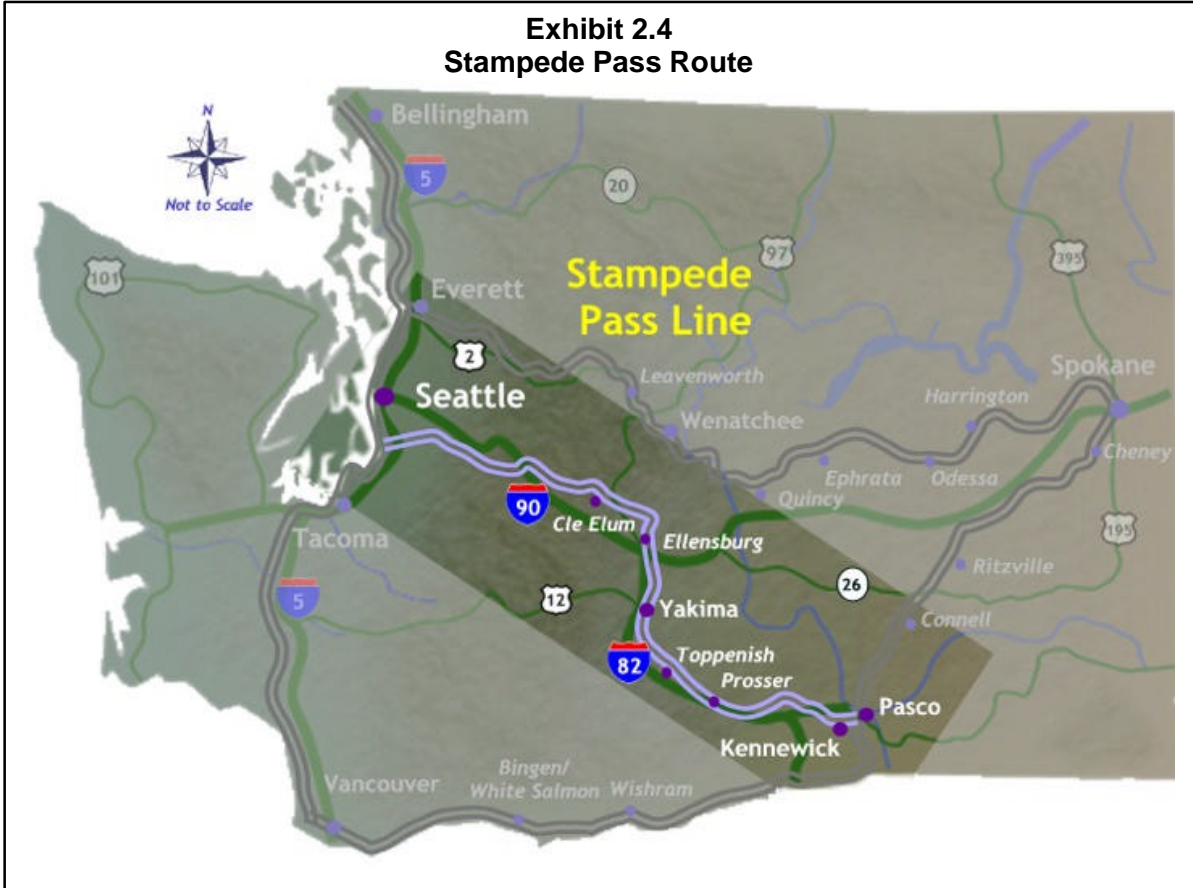 Exhibit 2.4
Stampede Pass Route
N
Not to Scale
Bellingham
5
20
97
395
101
Stampede
Pass Line
Everett
2
Leavenworth
Spokane
Seattle
Harrington
Wenatchee
Cheney
Ephrata
Odessa
Quincy
90
Cle Elum
Ellensburg
195
Tacoma
Ritzville
26
5
12
Yakima
Connell
82
Toppenish
Prosser
Pasco
Kennewick
Vancouver
Bingen/
White Salmon
Wishram